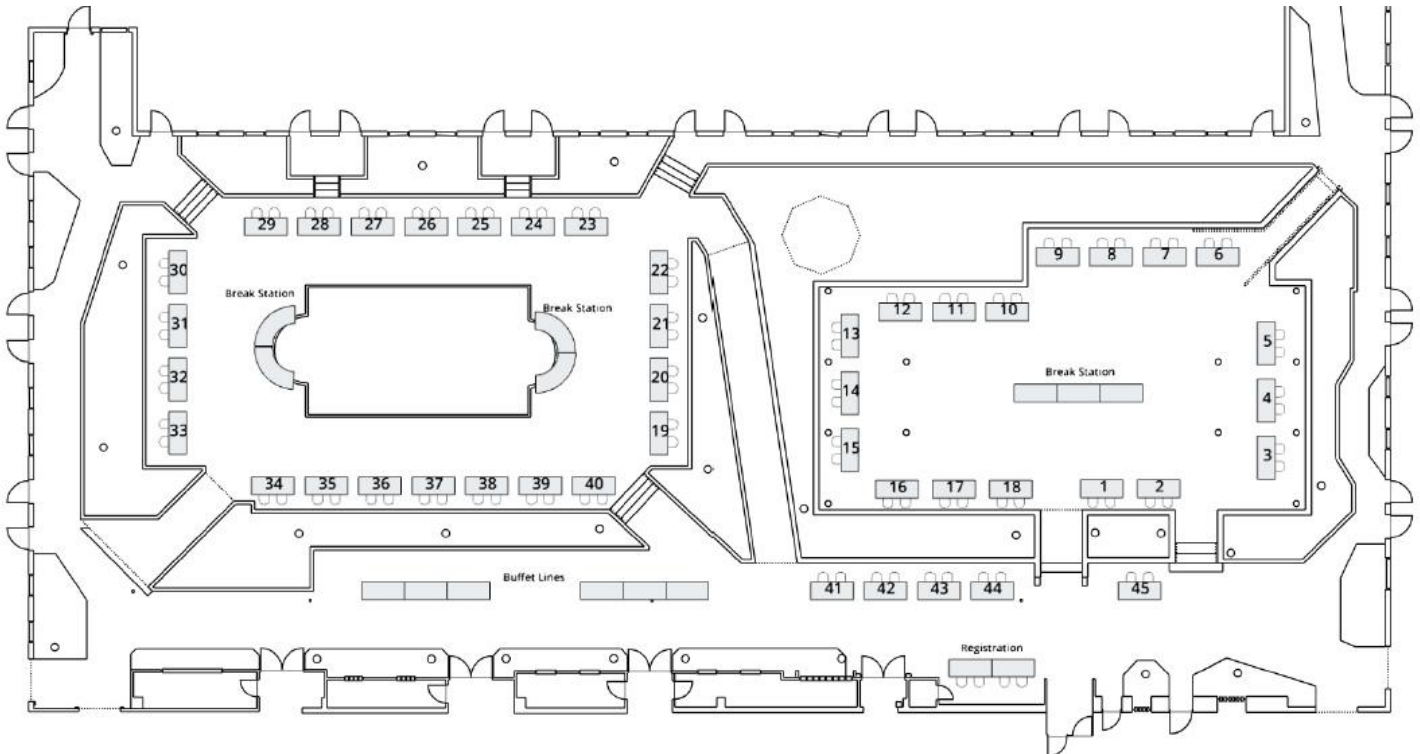 29 28 27 26 25 24 23
9 8 7 6
30 22
Break Station
Break Station
12 11 10
31 21
13 5
32 20
Break Station
14 4
33 19
15 3
34 35 36 37 38 39 40
16 17 18 1 2
Buffet Lines
41 42 43 44 45
Registration